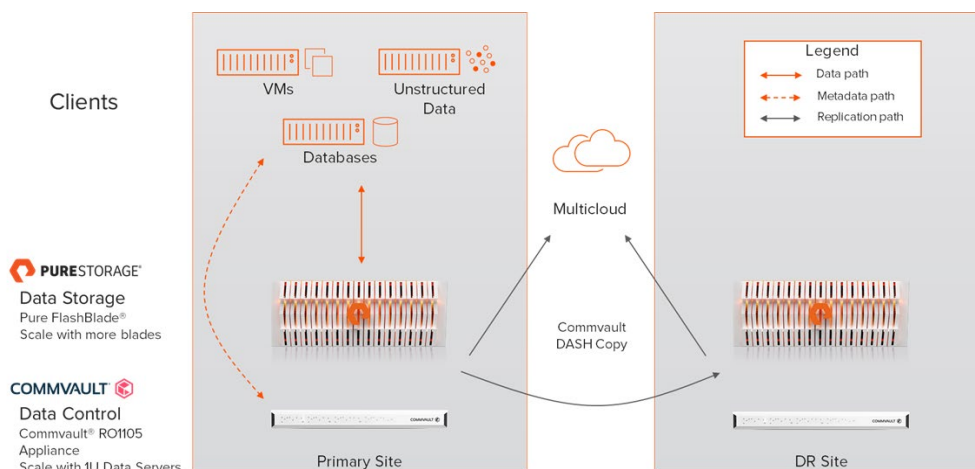 Clients
VMs
Unstructured
Data
Databases
Multicloud
Legend
Data path
Metadata path
Replication path
PURESTORAGE®
Data Storage
Pure FlashBlade®
Scale with more blades
Commvault
DASH Copy
COMMVAULT
Data Control
Commvault® RO1105
Appliance
Scale with 1U Data Servers
COMMVAULT
COMMVAULT
Primary Site
DR Site